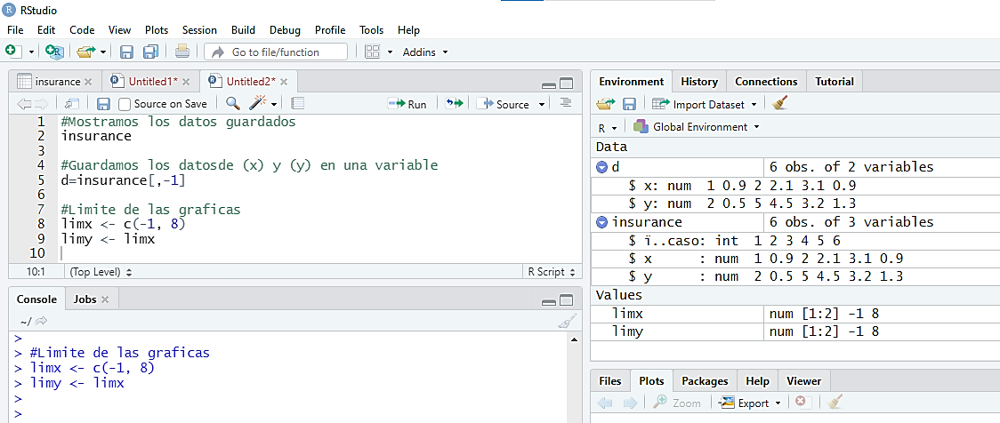 RStudio
File Edit Code View Plots Session Build Debug Profile Tools Help
Go to file/function Addins
insurance Untitled1* Untitled2*
Source on Save Run Source
1 #Mostramos los datos guardados
2 insurance
3
4 #Guardamos los datosde (x) y (y) en una variable
5 d=insurance[,-1]
6
7 #Limite de las graficas
8 limx <- c(-1, 8)
9 limy <- limx
10
10:1 (Top Level) R Script
Console Jobs
~/
>
> #Limite de las graficas
> limx <- c(-1, 8)
> limy <- limx
>
>
Environment History Connections Tutorial
Import Dataset
R Global Environment
Data
d 6 obs. of 2 variables
$ x: num 1 0.9 2 2.1 3.1 0.9
$ y: num 2 0.5 5 4.5 3.2 1.3
insurance 6 obs. of 3 variables
$ ï..caso: int 1 2 3 4 5 6
$ x : num 1 0.9 2 2.1 3.1 0.9
$ y : num 2 0.5 5 4.5 3.2 1.3
Values
limx num [1:2] -1 8
limy num [1:2] -1 8
Files Plots Packages Help Viewer
Zoom Export